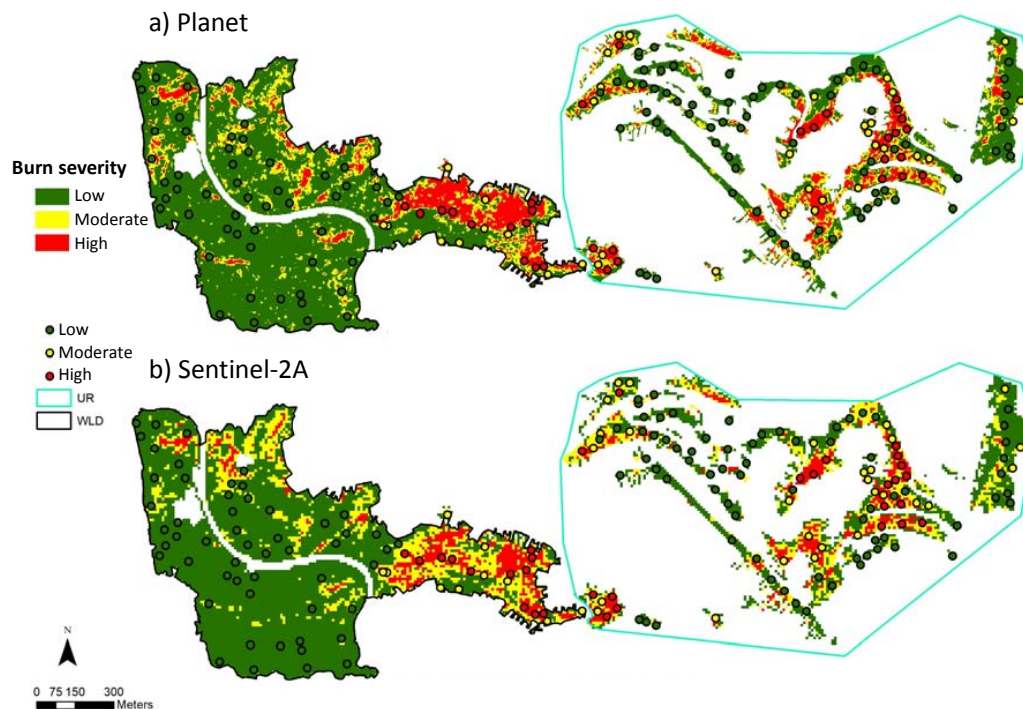 a) Planet
Burn severity
Low
Moderate
High
Low
Moderate
High
UR
WLD
b) Sentinel-2A
N
0 75 150 300
Meters